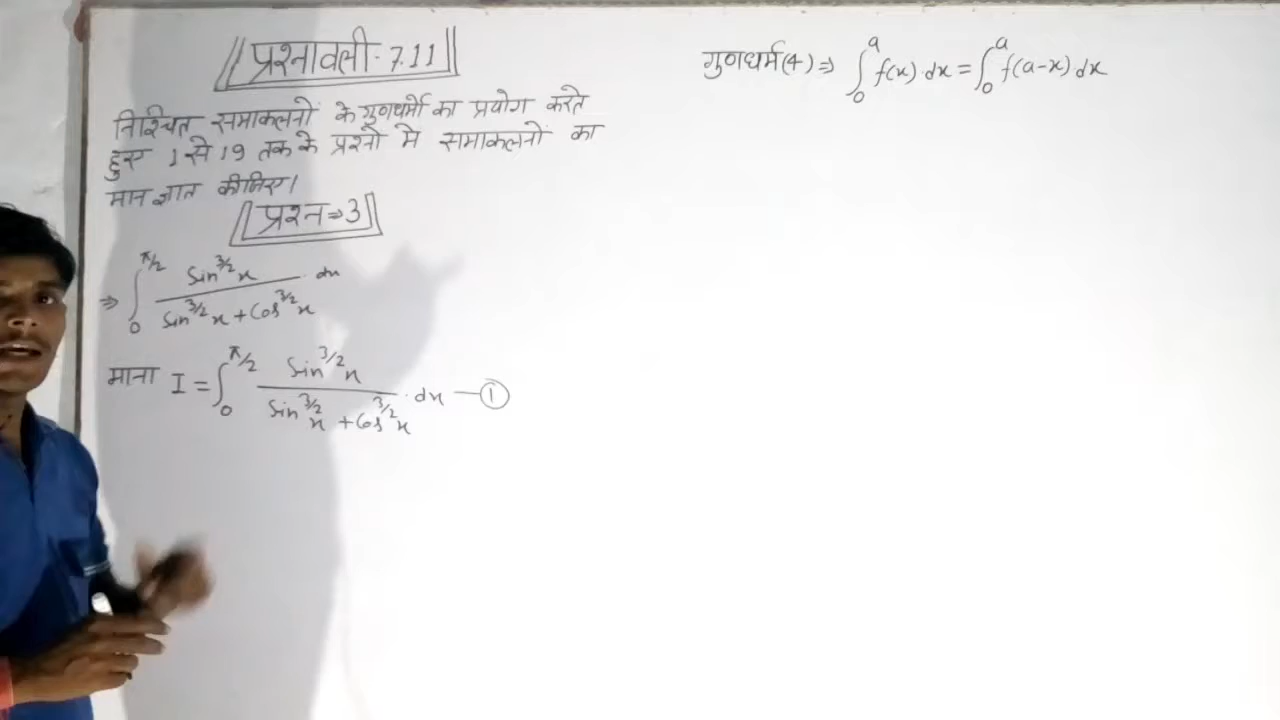 प्रश्नावली-7.11
गुणधर्म(4)⇒ ∫₀ᵃ f(x).dx = ∫₀ᵃ f(a-x).dx
निश्चित समाकलनों के गुणधर्मों का प्रयोग करते
हुए 1 से 19 तक के प्रश्नों में समाकलनों का
मान ज्ञात कीजिए।
प्रश्न⇒3
⇒ ∫₀^π/2 Sin^3/2 x / (Sin^3/2 x + Cos^3/2 x) . dx
माना I = ∫₀^π/2 Sin^3/2 x / (Sin^3/2 x + Cos^3/2 x) . dx —①